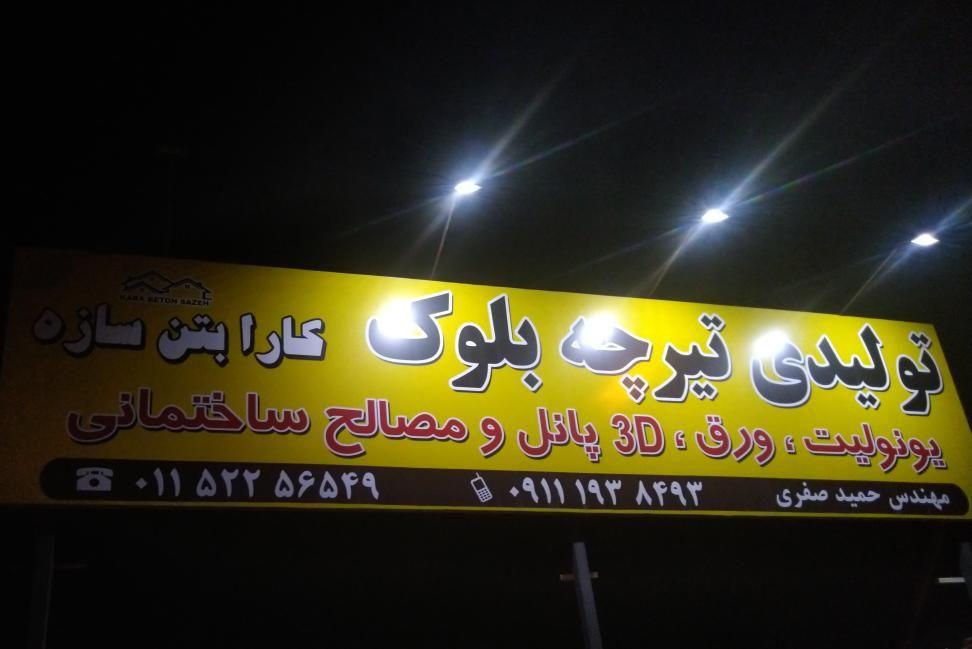 KARA BETON SAZEH
تولیدی تیرچه بلوک کارا بتن سازه
یونولیت ، ورق ، 3D پانل و مصالح ساختمانی
مهندس حمید صفری ۰۹۱۱ ۱۹۳ ۸۴۹۳ ۰۱۱ ۵۲۲ ۵۶۵۴۹